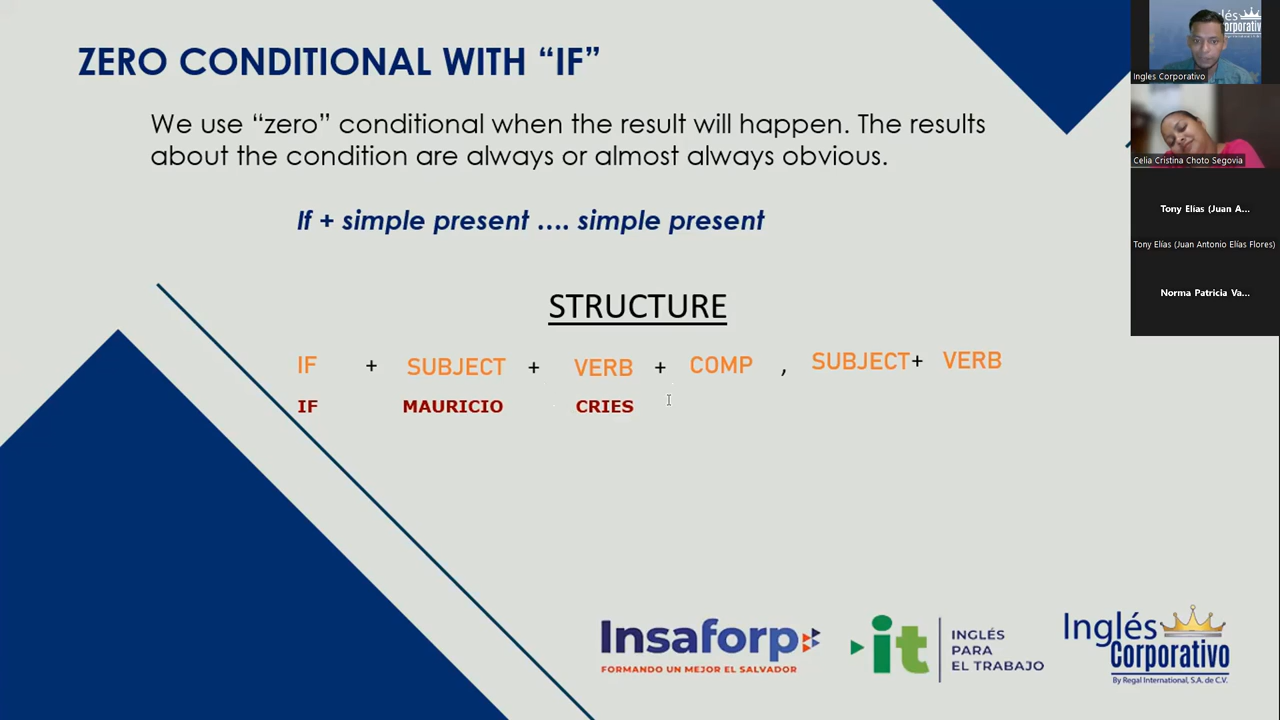 ZERO CONDITIONAL WITH “IF”
We use “zero” conditional when the result will happen. The results
about the condition are always or almost always obvious.
If + simple present .... simple present
STRUCTURE
IF + SUBJECT + VERB + COMP , SUBJECT+ VERB
IF MAURICIO CRIES
Insaforp
FORMANDO UN MEJOR EL SALVADOR
it
INGLÉS
PARA
EL TRABAJO
Inglés
Corporativo
By Regal International, S.A. de C.V.
lés
orporativ
Ingles Corporativo
Celia Cristina Choto Segovia
Tony Elías (Juan A...
Tony Elías (Juan Antonio Elías Flores)
Norma Patricia Va...